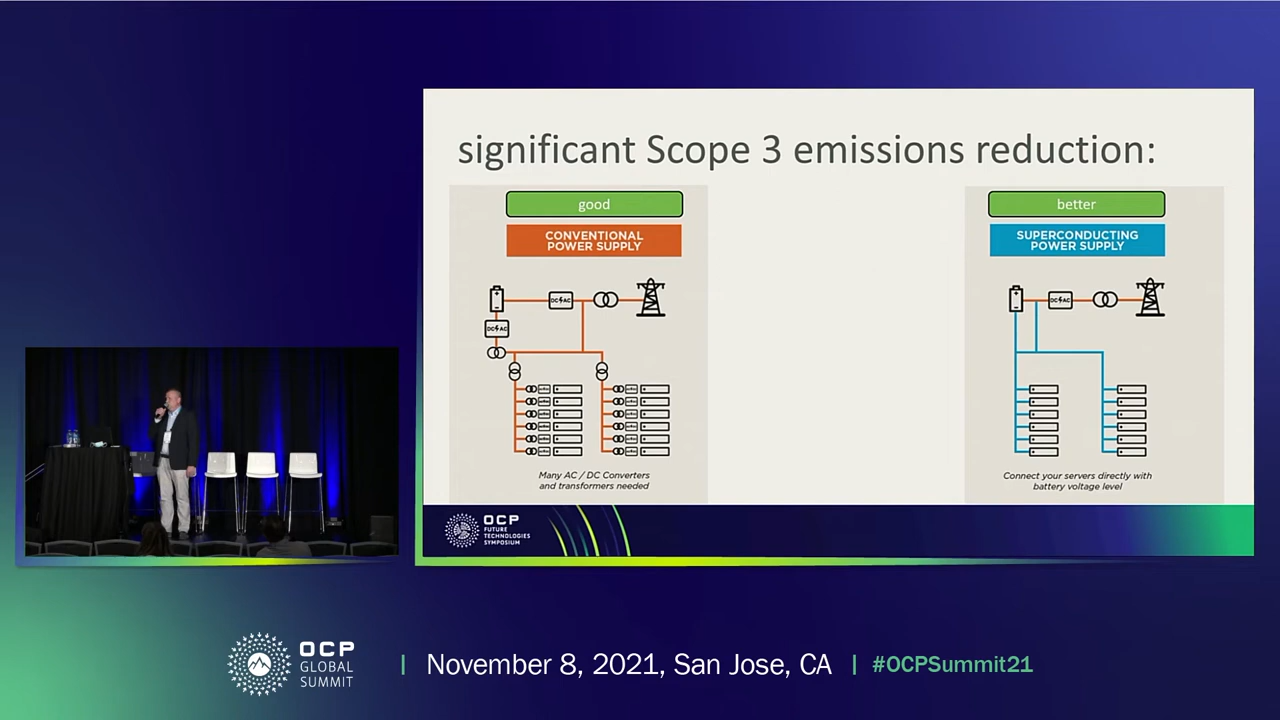 significant Scope 3 emissions reduction:
good
CONVENTIONAL
POWER SUPPLY
DC AC
DC AC
Many AC / DC Converters
and transformers needed
better
SUPERCONDUCTING
POWER SUPPLY
DC AC
Connect your servers directly with
battery voltage level
OCP
FUTURE
TECHNOLOGIES
SYMPOSIUM
OCP
GLOBAL
SUMMIT
| November 8, 2021, San Jose, CA | #OCPSummit21